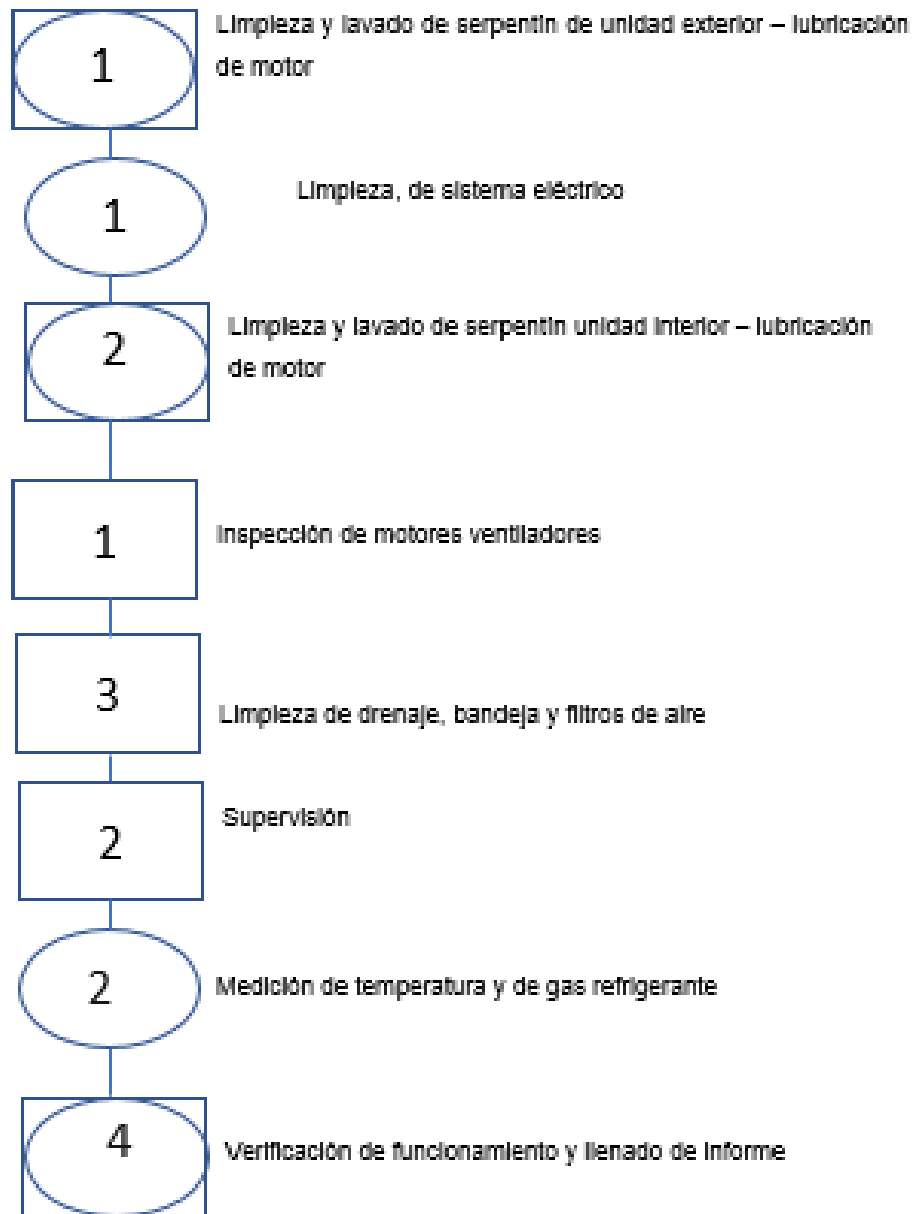 1
Limpieza y lavado de serpentin de unidad exterior – lubricación
de motor
1
Limpieza, de sistema eléctrico
2
Limpieza y lavado de serpentin unidad interior – lubricación
de motor
1
Inspección de motores ventiladores
3
Limpieza de drenaje, bandeja y filtros de aire
2
Supervisión
2
Medición de temperatura y de gas refrigerante
4
Verificación de funcionamiento y llenado de informe